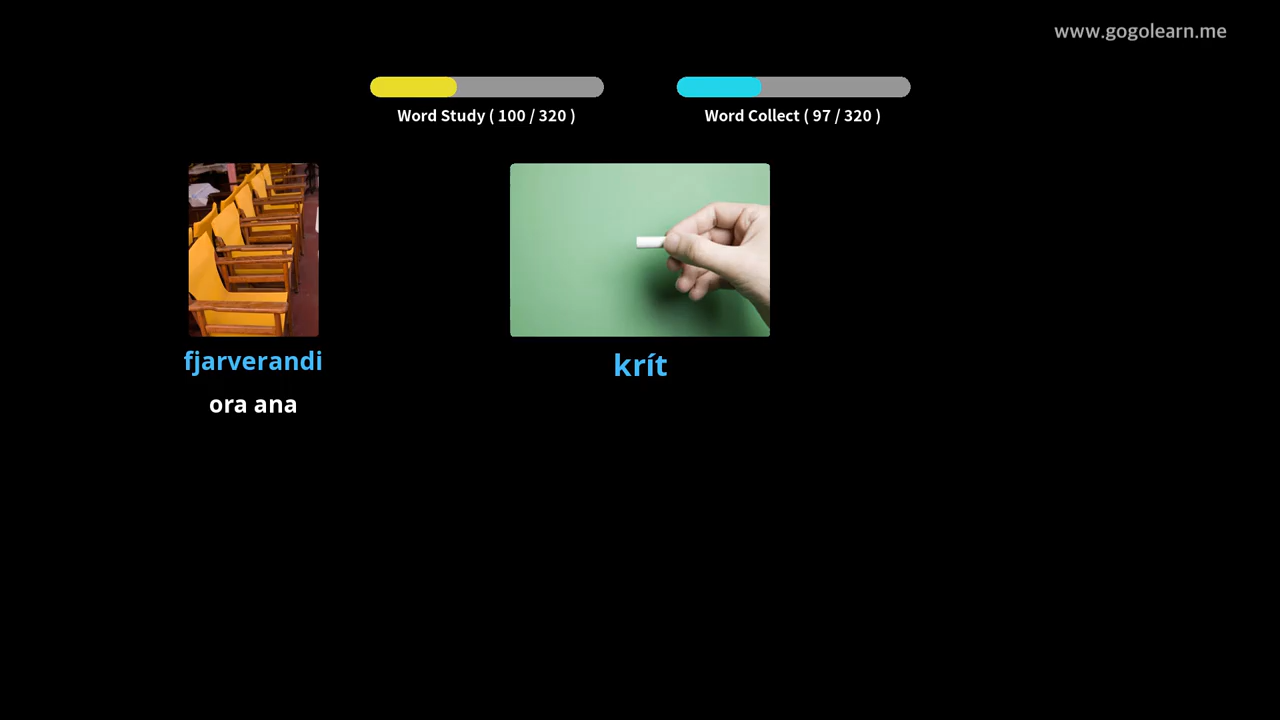 www.gogolearn.me
Word Study ( 100 / 320 )
Word Collect ( 97 / 320 )
fjarverandi
ora ana
krít